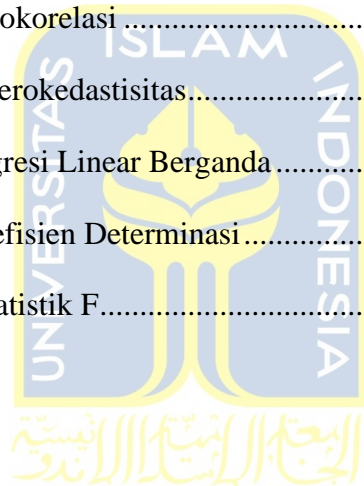 okorelasi ..............................
erokedastisitas......................
gresi Linear Berganda ...........
efisien Determinasi ................
atistik F.................................
UNIVERSITAS ISLAM INDONESIA